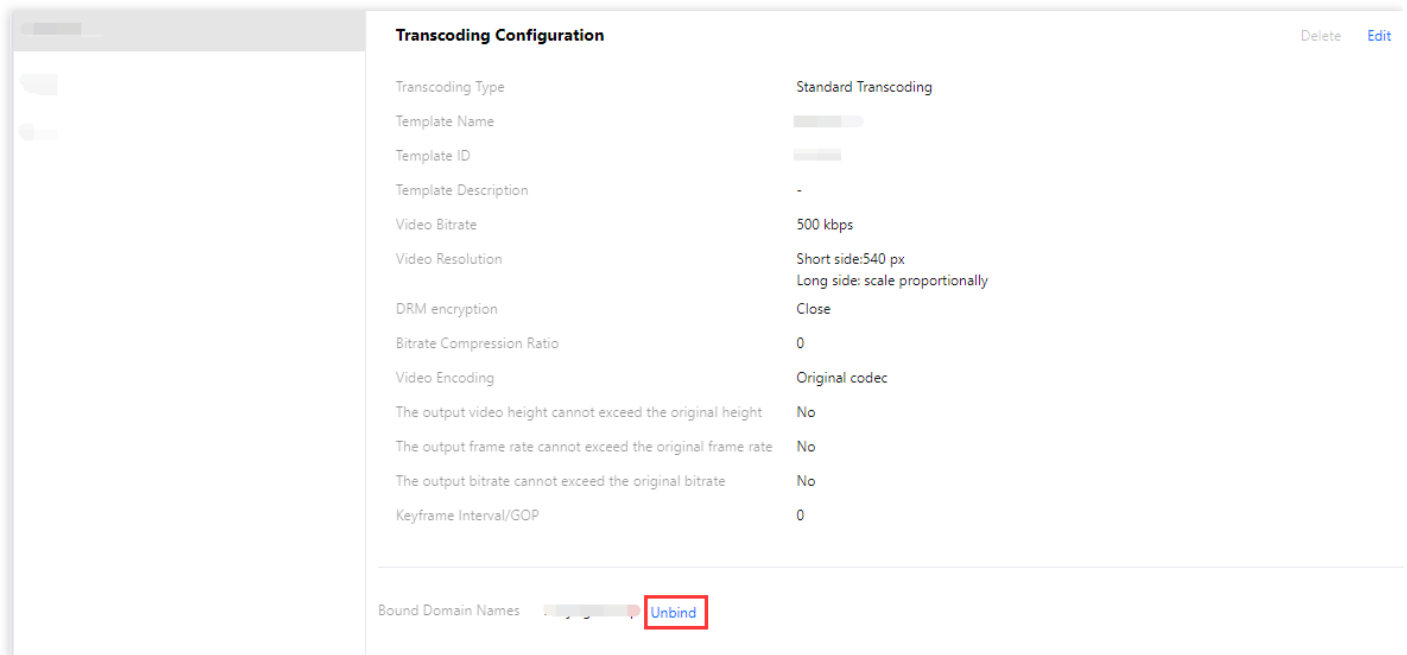 Transcoding Configuration
Delete Edit
Transcoding Type Standard Transcoding
Template Name
Template ID
Template Description -
Video Bitrate 500 kbps
Video Resolution Short side:540 px
Long side: scale proportionally
DRM encryption Close
Bitrate Compression Ratio 0
Video Encoding Original codec
The output video height cannot exceed the original height No
The output frame rate cannot exceed the original frame rate No
The output bitrate cannot exceed the original bitrate No
Keyframe Interval/GOP 0
Bound Domain Names Unbind